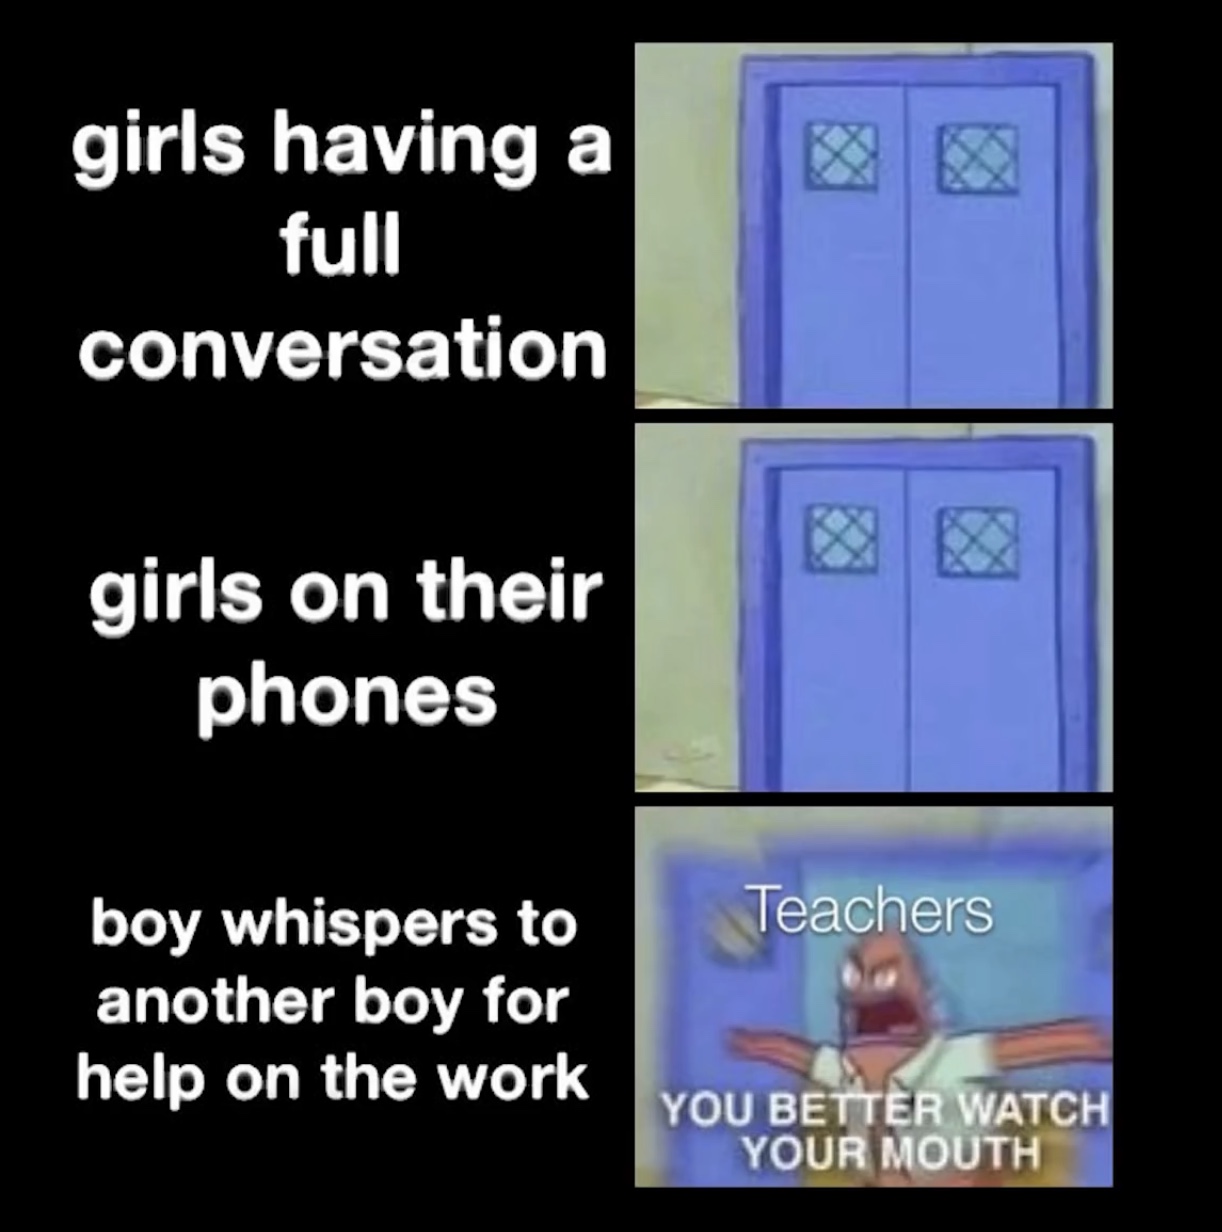 girls having a
full
conversation
girls on their
phones
boy whispers to
another boy for
help on the work
Teachers
YOU BETTER WATCH
YOUR MOUTH